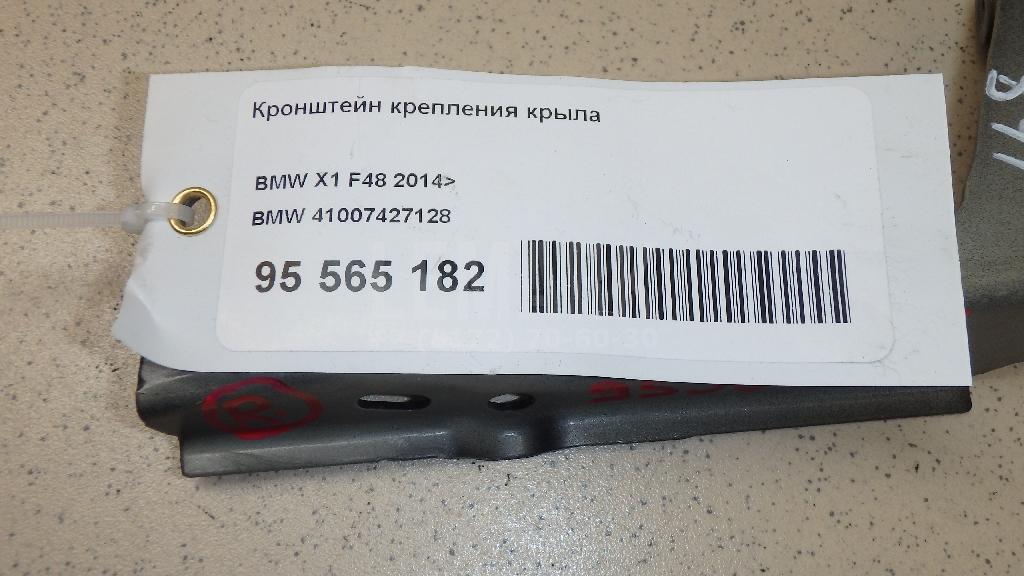 Кронштейн крепления крыла
BMW X1 F48 2014>
BMW 41007427128
95 565 182
R